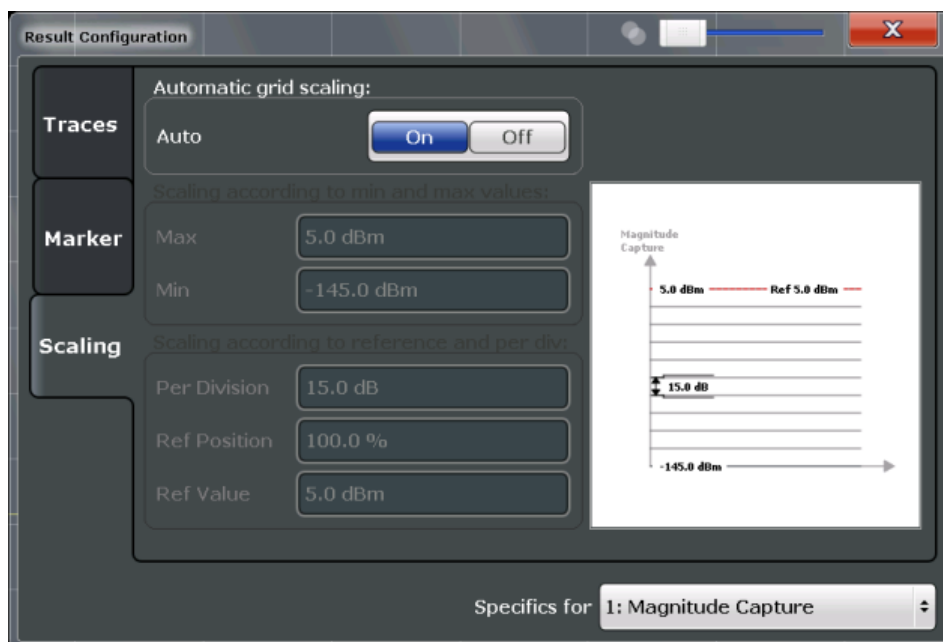 Result Configuration
X
Traces
Marker
Scaling
Automatic grid scaling:
Auto On Off
Scaling according to min and max values:
Max 5.0 dBm
Min -145.0 dBm
Scaling according to reference and per div:
Per Division 15.0 dB
Ref Position 100.0 %
Ref Value 5.0 dBm
Magnitude
Capture
5.0 dBm Ref 5.0 dBm
15.0 dB
-145.0 dBm
Specifics for 1: Magnitude Capture